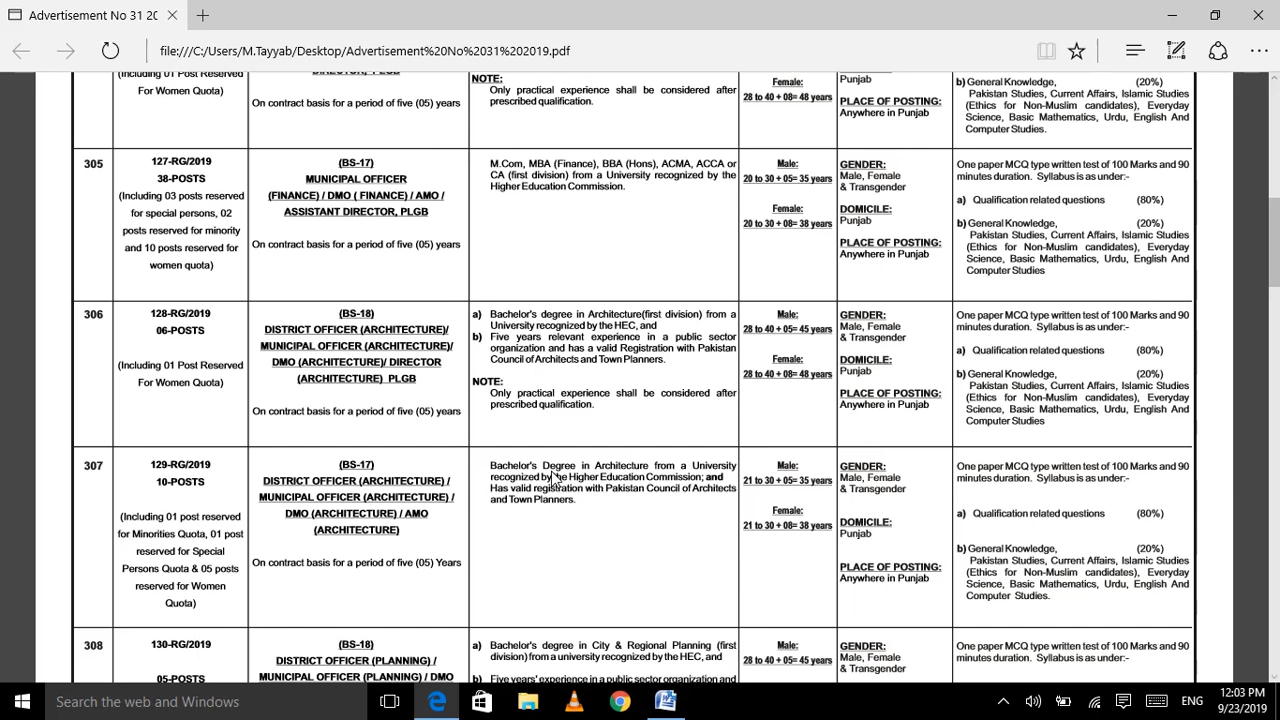 Advertisement No 31 20
file:///C:/Users/M.Tayyab/Desktop/Advertisement%20No%2031%202019.pdf
(Including 01 Post Reserved
For Women Quota)
DIRECTOR, PLGB
On contract basis for a period of five (05) years
NOTE:
Only practical experience shall be considered after
prescribed qualification.
Female:
28 to 40 + 08= 48 years
Punjab
PLACE OF POSTING:
Anywhere in Punjab
b) General Knowledge, (20%)
Pakistan Studies, Current Affairs, Islamic Studies
(Ethics for Non-Muslim candidates), Everyday
Science, Basic Mathematics, Urdu, English And
Computer Studies.
305
127-RG/2019
38-POSTS
(Including 03 posts reserved
for special persons, 02
posts reserved for minority
and 10 posts reserved for
women quota)
(BS-17)
MUNICIPAL OFFICER
(FINANCE) / DMO ( FINANCE) / AMO /
ASSISTANT DIRECTOR, PLGB
On contract basis for a period of five (05) years
M.Com, MBA (Finance), BBA (Hons), ACMA, ACCA or
CA (first division) from a University recognized by the
Higher Education Commission.
Male:
20 to 30 + 05= 35 years
Female:
20 to 30 + 08= 38 years
GENDER:
Male, Female
& Transgender
DOMICILE:
Punjab
PLACE OF POSTING:
Anywhere in Punjab
One paper MCQ type written test of 100 Marks and 90
minutes duration. Syllabus is as under:-
a) Qualification related questions (80%)
b) General Knowledge, (20%)
Pakistan Studies, Current Affairs, Islamic Studies
(Ethics for Non-Muslim candidates), Everyday
Science, Basic Mathematics, Urdu, English And
Computer Studies
306
128-RG/2019
06-POSTS
(Including 01 Post Reserved
For Women Quota)
(BS-18)
DISTRICT OFFICER (ARCHITECTURE)/
MUNICIPAL OFFICER (ARCHITECTURE)/
DMO (ARCHITECTURE)/ DIRECTOR
(ARCHITECTURE) PLGB
On contract basis for a period of five (05) years
a) Bachelor's degree in Architecture(first division) from a
University recognized by the HEC, and
b) Five years relevant experience in a public sector
organization and has a valid Registration with Pakistan
Council of Architects and Town Planners.
NOTE:
Only practical experience shall be considered after
prescribed qualification.
Male:
28 to 40 + 05= 45 years
Female:
28 to 40 + 08= 48 years
GENDER:
Male, Female
& Transgender
DOMICILE:
Punjab
PLACE OF POSTING:
Anywhere in Punjab
One paper MCQ type written test of 100 Marks and 90
minutes duration. Syllabus is as under:-
a) Qualification related questions (80%)
b) General Knowledge, (20%)
Pakistan Studies, Current Affairs, Islamic Studies
(Ethics for Non-Muslim candidates), Everyday
Science, Basic Mathematics, Urdu, English And
Computer Studies
307
129-RG/2019
10-POSTS
(Including 01 post reserved
for Minorities Quota, 01 post
reserved for Special
Persons Quota & 05 posts
reserved for Women
Quota)
(BS-17)
DISTRICT OFFICER (ARCHITECTURE) /
MUNICIPAL OFFICER (ARCHITECTURE) /
DMO (ARCHITECTURE) / AMO
(ARCHITECTURE)
On contract basis for a period of five (05) Years
Bachelor's Degree in Architecture from a University
recognized by the Higher Education Commission; and
Has valid registration with Pakistan Council of Architects
and Town Planners.
Male:
21 to 30 + 05= 35 years
Female:
21 to 30 + 08= 38 years
GENDER:
Male, Female
& Transgender
DOMICILE:
Punjab
PLACE OF POSTING:
Anywhere in Punjab
One paper MCQ type written test of 100 Marks and 90
minutes duration. Syllabus is as under:-
a) Qualification related questions (80%)
b) General Knowledge, (20%)
Pakistan Studies, Current Affairs, Islamic Studies
(Ethics for Non-Muslim candidates), Everyday
Science, Basic Mathematics, Urdu, English And
Computer Studies.
308
130-RG/2019
05-POSTS
(BS-18)
DISTRICT OFFICER (PLANNING) /
MUNICIPAL OFFICER (PLANNING) / DMO
a) Bachelor's degree in City & Regional Planning (first
division) from a university recognized by the HEC, and
b) Five years' experience in a public sector organization and
Male:
28 to 40 + 05= 45 years
GENDER:
Male, Female
& Transgender
One paper MCQ type written test of 100 Marks and 90
minutes duration. Syllabus is as under:-
Search the web and Windows
ENG
12:03 PM
9/23/2019